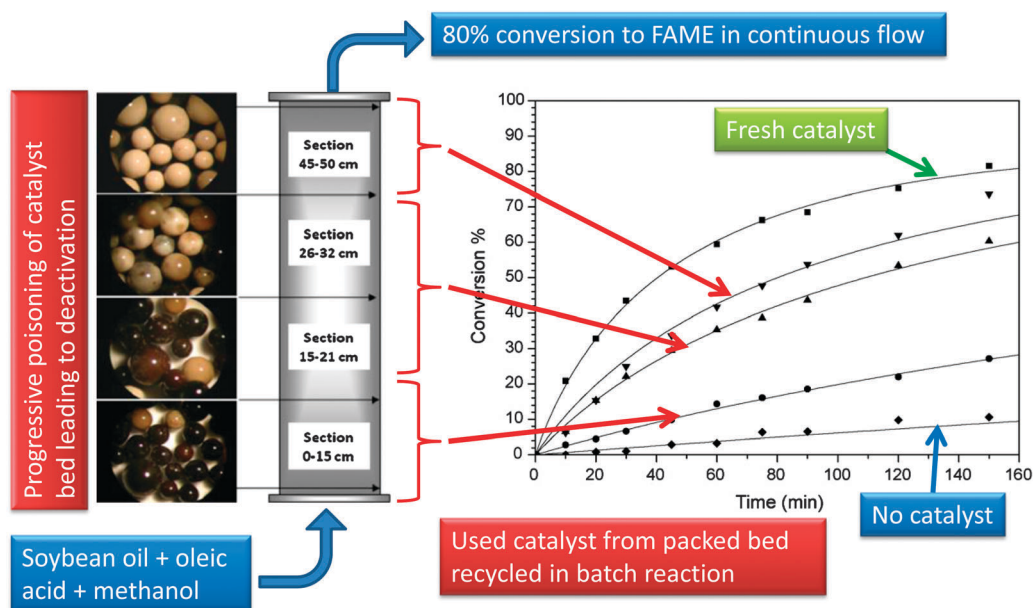 80% conversion to FAME in continuous flow
Progressive poisoning of catalyst
bed leading to deactivation
Section
45-50 cm
Section
26-32 cm
Section
15-21 cm
Section
0-15 cm
Soybean oil + oleic
acid + methanol
Conversion %
100
90
80
70
60
50
40
30
20
10
0
0
20
40
60
80
100
120
140
160
Time (min)
Fresh catalyst
No catalyst
Used catalyst from packed bed
recycled in batch reaction